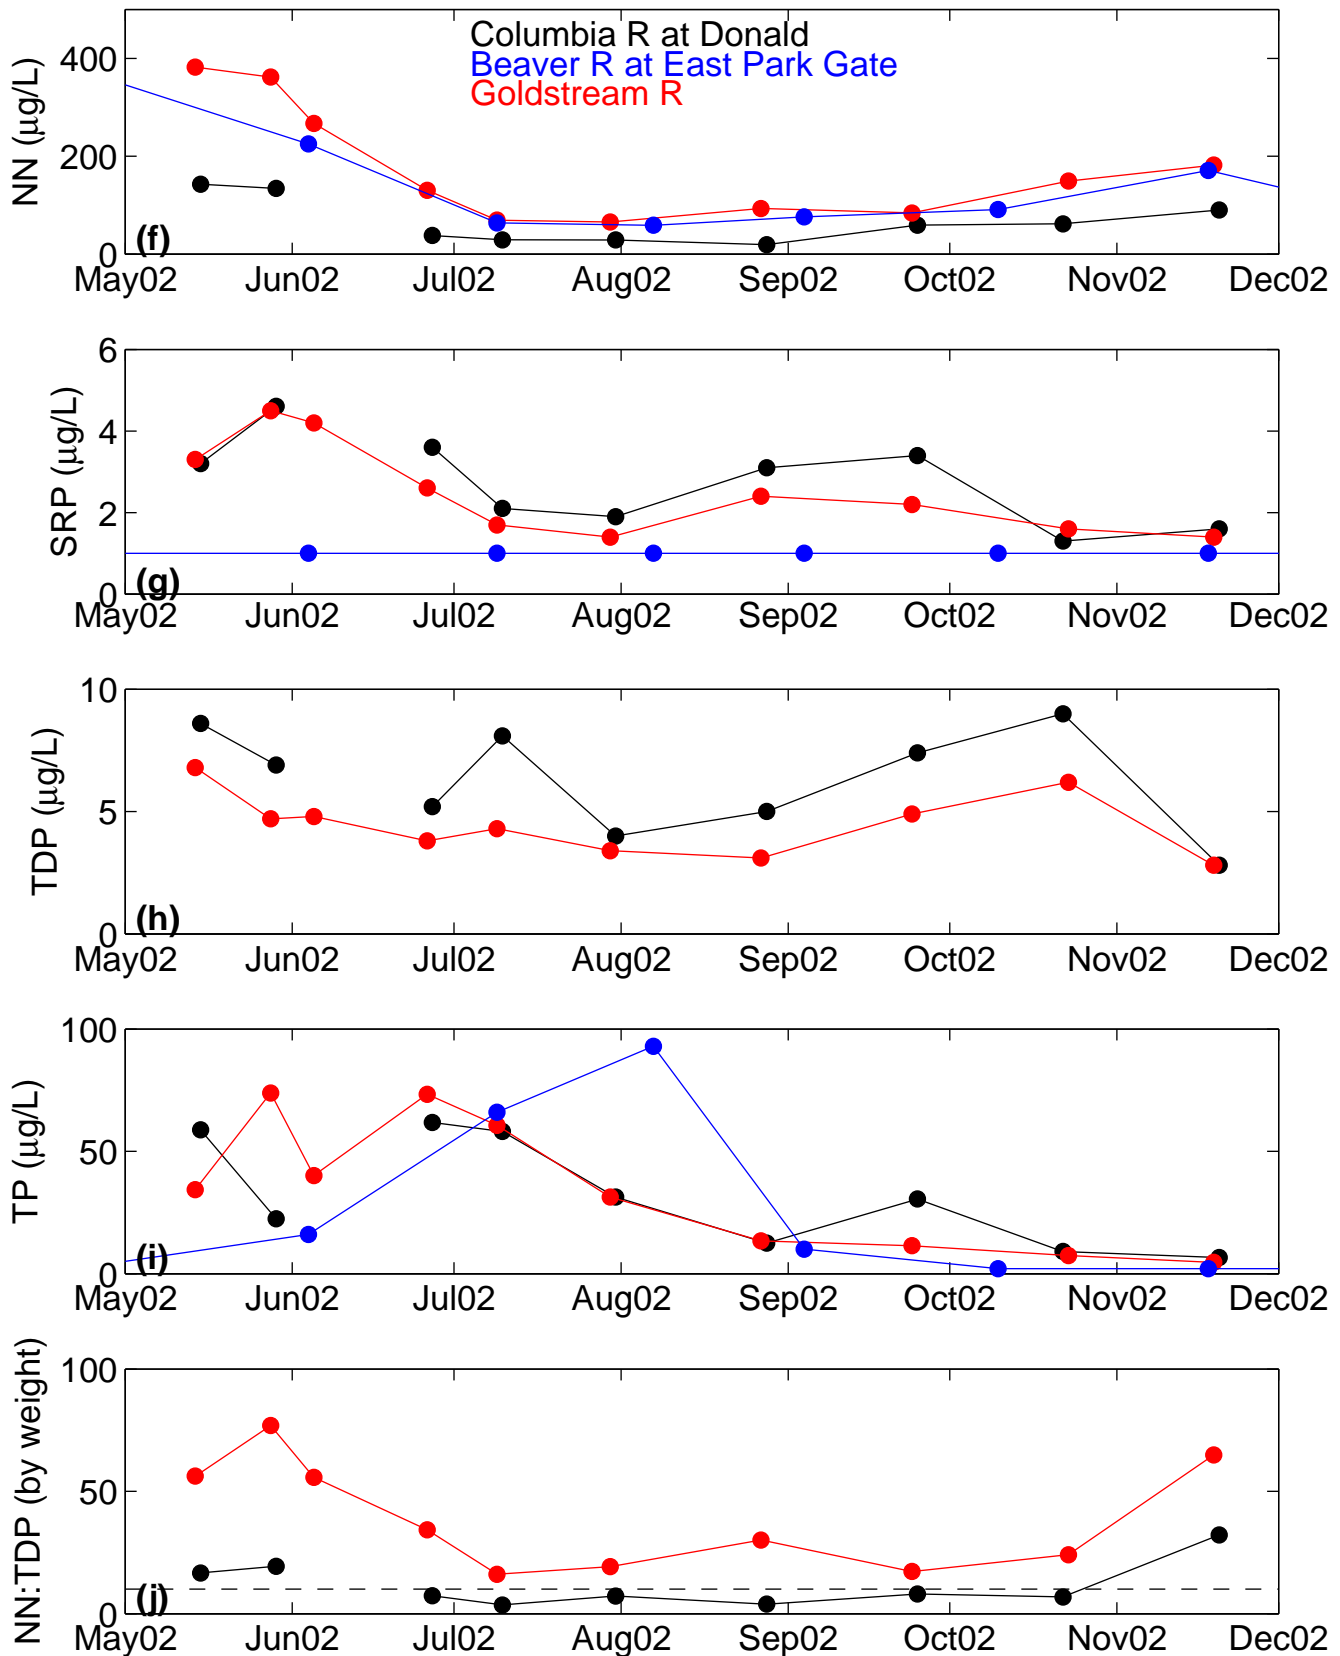 Columbia R at Donald
Beaver R at East Park Gate
Goldstream R
NN (μg/L)
400
200
0
(f)
May02 Jun02 Jul02 Aug02 Sep02 Oct02 Nov02 Dec02
SRP (μg/L)
6
4
2
0
(g)
May02 Jun02 Jul02 Aug02 Sep02 Oct02 Nov02 Dec02
TDP (μg/L)
10
5
0
(h)
May02 Jun02 Jul02 Aug02 Sep02 Oct02 Nov02 Dec02
TP (μg/L)
100
50
0
(i)
May02 Jun02 Jul02 Aug02 Sep02 Oct02 Nov02 Dec02
NN:TDP (by weight)
100
50
0
(j)
May02 Jun02 Jul02 Aug02 Sep02 Oct02 Nov02 Dec02